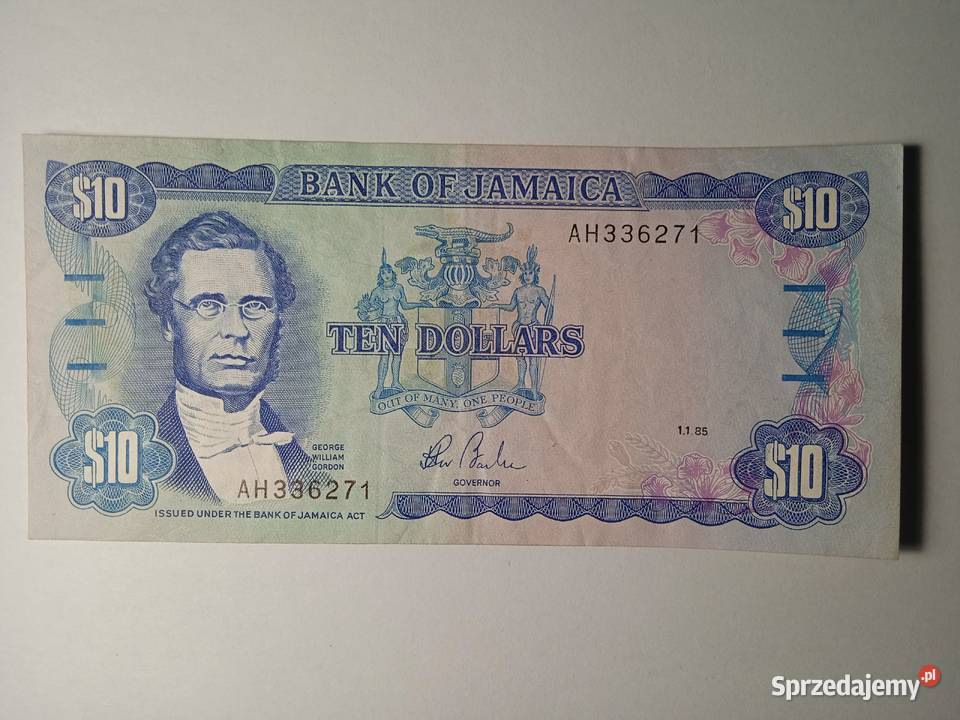 BANK OF JAMAICA
$10
$10
AH336271
TEN DOLLARS
OUT OF MANY, ONE PEOPLE
1.1.85
GEORGE
WILLIAM
GORDON
GOVERNOR
$10
$10
AH336271
ISSUED UNDER THE BANK OF JAMAICA ACT
Sprzedajemy.pl